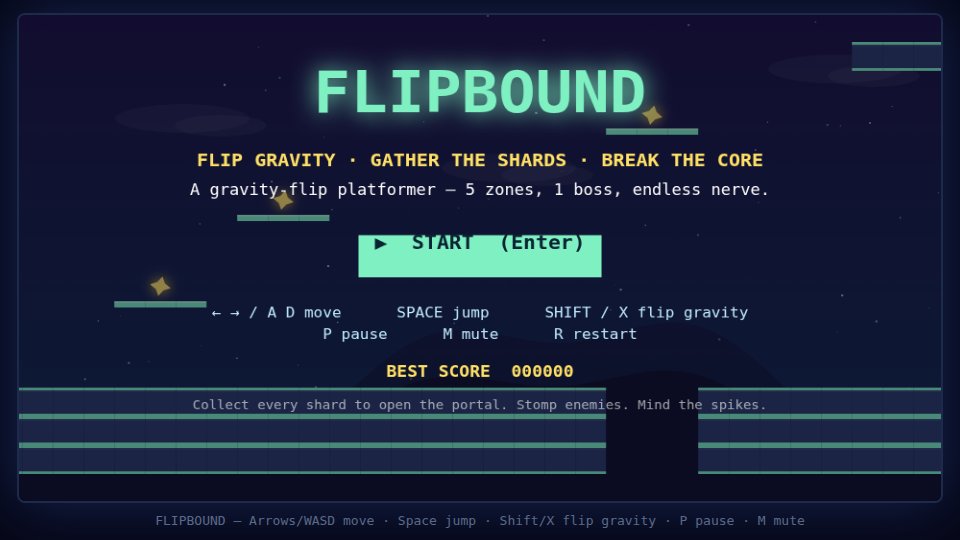 FLIPBOUND
FLIP GRAVITY · GATHER THE SHARDS · BREAK THE CORE
A gravity-flip platformer — 5 zones, 1 boss, endless nerve.
▶ START (Enter)
← → / A D move SPACE jump SHIFT / X flip gravity
P pause M mute R restart
BEST SCORE 000000
Collect every shard to open the portal. Stomp enemies. Mind the spikes.
FLIPBOUND — Arrows/WASD move · Space jump · Shift/X flip gravity · P pause · M mute